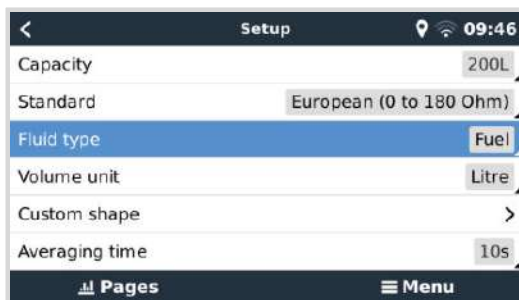 Setup 09:46
Capacity 200L
Standard European (0 to 180 Ohm)
Fluid type Fuel
Volume unit Litre
Custom shape
Averaging time 10s
Pages Menu